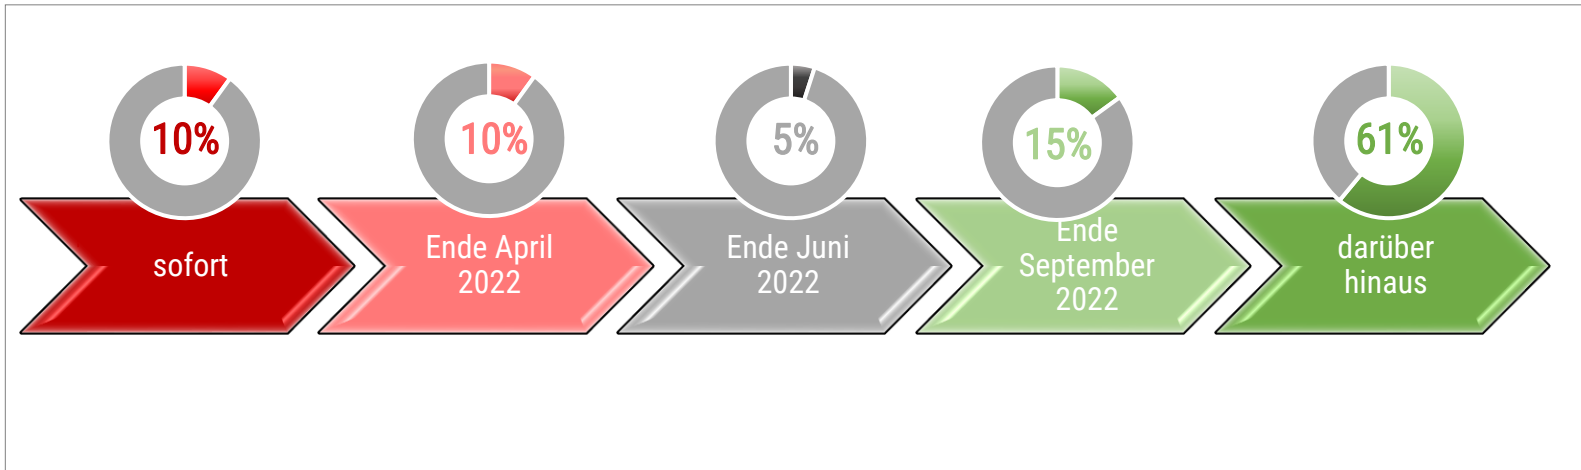 10%
10%
5%
15%
61%
sofort
Ende April
2022
Ende Juni
2022
Ende
September
2022
darüber
hinaus